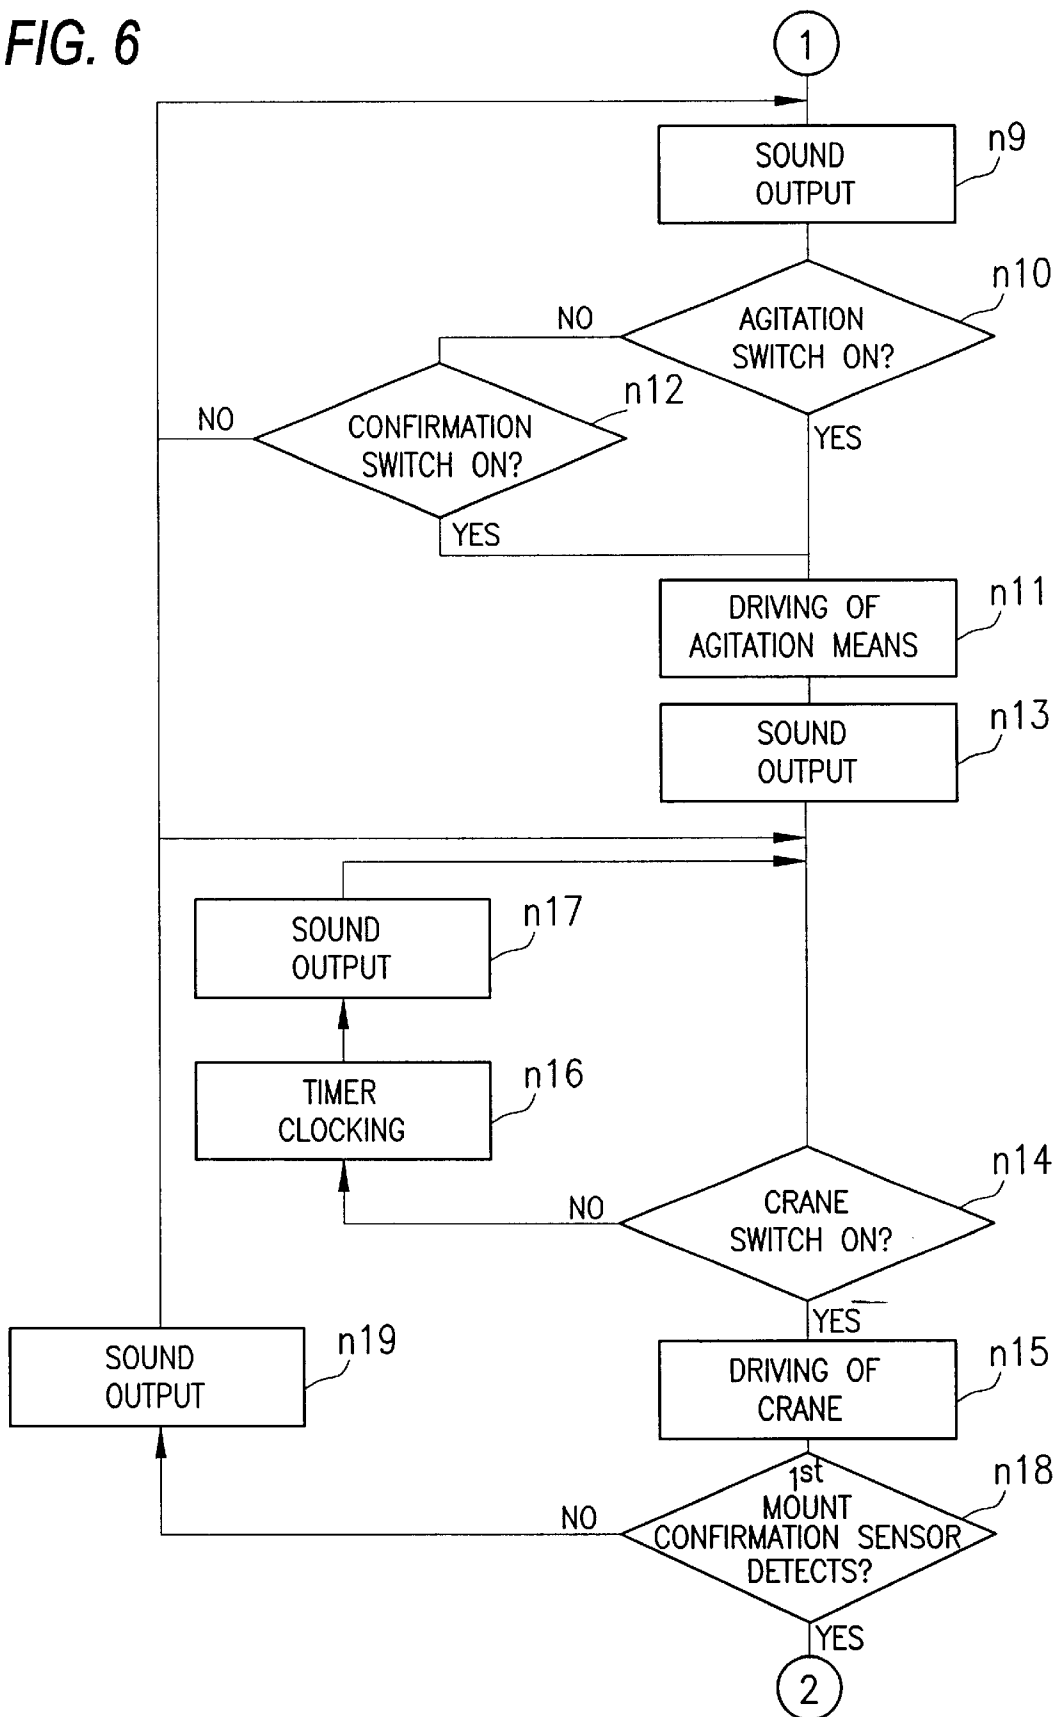 FIG. 6
1
SOUND
OUTPUT
n9
AGITATION
SWITCH ON?
n10
NO
YES
CONFIRMATION
SWITCH ON?
n12
NO
YES
DRIVING OF
AGITATION MEANS
n11
SOUND
OUTPUT
n13
SOUND
OUTPUT
n17
TIMER
CLOCKING
n16
CRANE
SWITCH ON?
n14
NO
YES
SOUND
OUTPUT
n19
DRIVING OF
CRANE
n15
1st
MOUNT
CONFIRMATION SENSOR
DETECTS?
n18
NO
YES
2